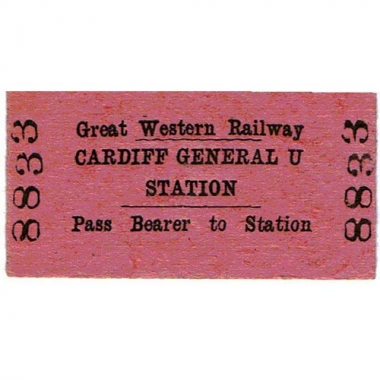 8833
Great Western Railway
CARDIFF GENERAL U
STATION
Pass Bearer to Station
8833